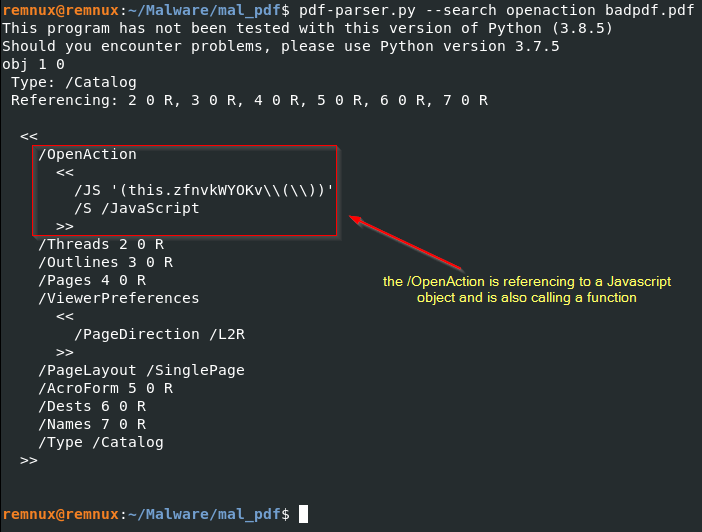 remnux@remnux:~/Malware/mal_pdf$ pdf-parser.py --search openaction badpdf.pdf
This program has not been tested with this version of Python (3.8.5)
Should you encounter problems, please use Python version 3.7.5
obj 1 0
 Type: /Catalog
 Referencing: 2 0 R, 3 0 R, 4 0 R, 5 0 R, 6 0 R, 7 0 R
  <<
    /OpenAction
      <<
        /JS '(this.zfnvkWYOKv\\(\\))'
        /S /JavaScript
      >>
    /Threads 2 0 R
    /Outlines 3 0 R
    /Pages 4 0 R
    /ViewerPreferences
      <<
        /PageDirection /L2R
      >>
    /PageLayout /SinglePage
    /AcroForm 5 0 R
    /Dests 6 0 R
    /Names 7 0 R
    /Type /Catalog
  >>
the /OpenAction is referencing to a Javascript
object and is also calling a function
remnux@remnux:~/Malware/mal_pdf$